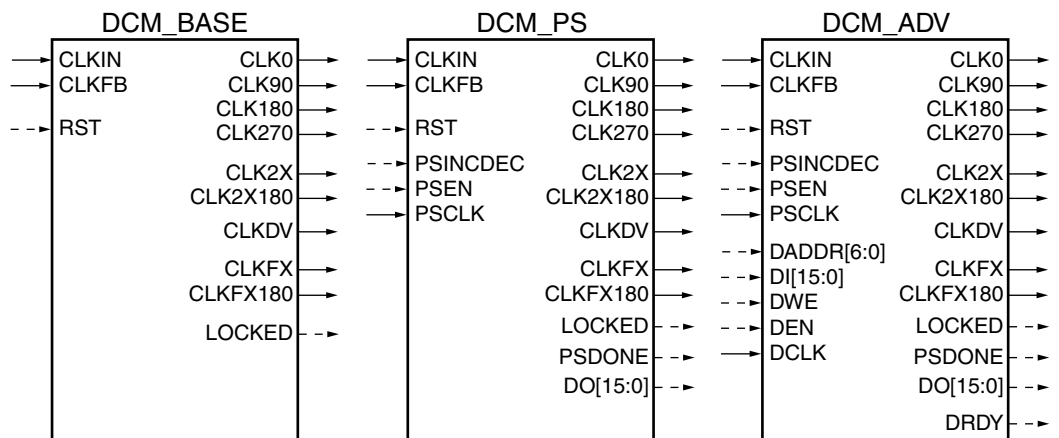 DCM_BASE
CLKIN
CLKFB
RST
CLK0
CLK90
CLK180
CLK270
CLK2X
CLK2X180
CLKDV
CLKFX
CLKFX180
LOCKED
DCM_PS
CLKIN
CLKFB
RST
PSINCDEC
PSEN
PSCLK
CLK0
CLK90
CLK180
CLK270
CLK2X
CLK2X180
CLKDV
CLKFX
CLKFX180
LOCKED
PSDONE
DO[15:0]
DCM_ADV
CLKIN
CLKFB
RST
PSINCDEC
PSEN
PSCLK
DADDR[6:0]
DI[15:0]
DWE
DEN
DCLK
CLK0
CLK90
CLK180
CLK270
CLK2X
CLK2X180
CLKDV
CLKFX
CLKFX180
LOCKED
PSDONE
DO[15:0]
DRDY